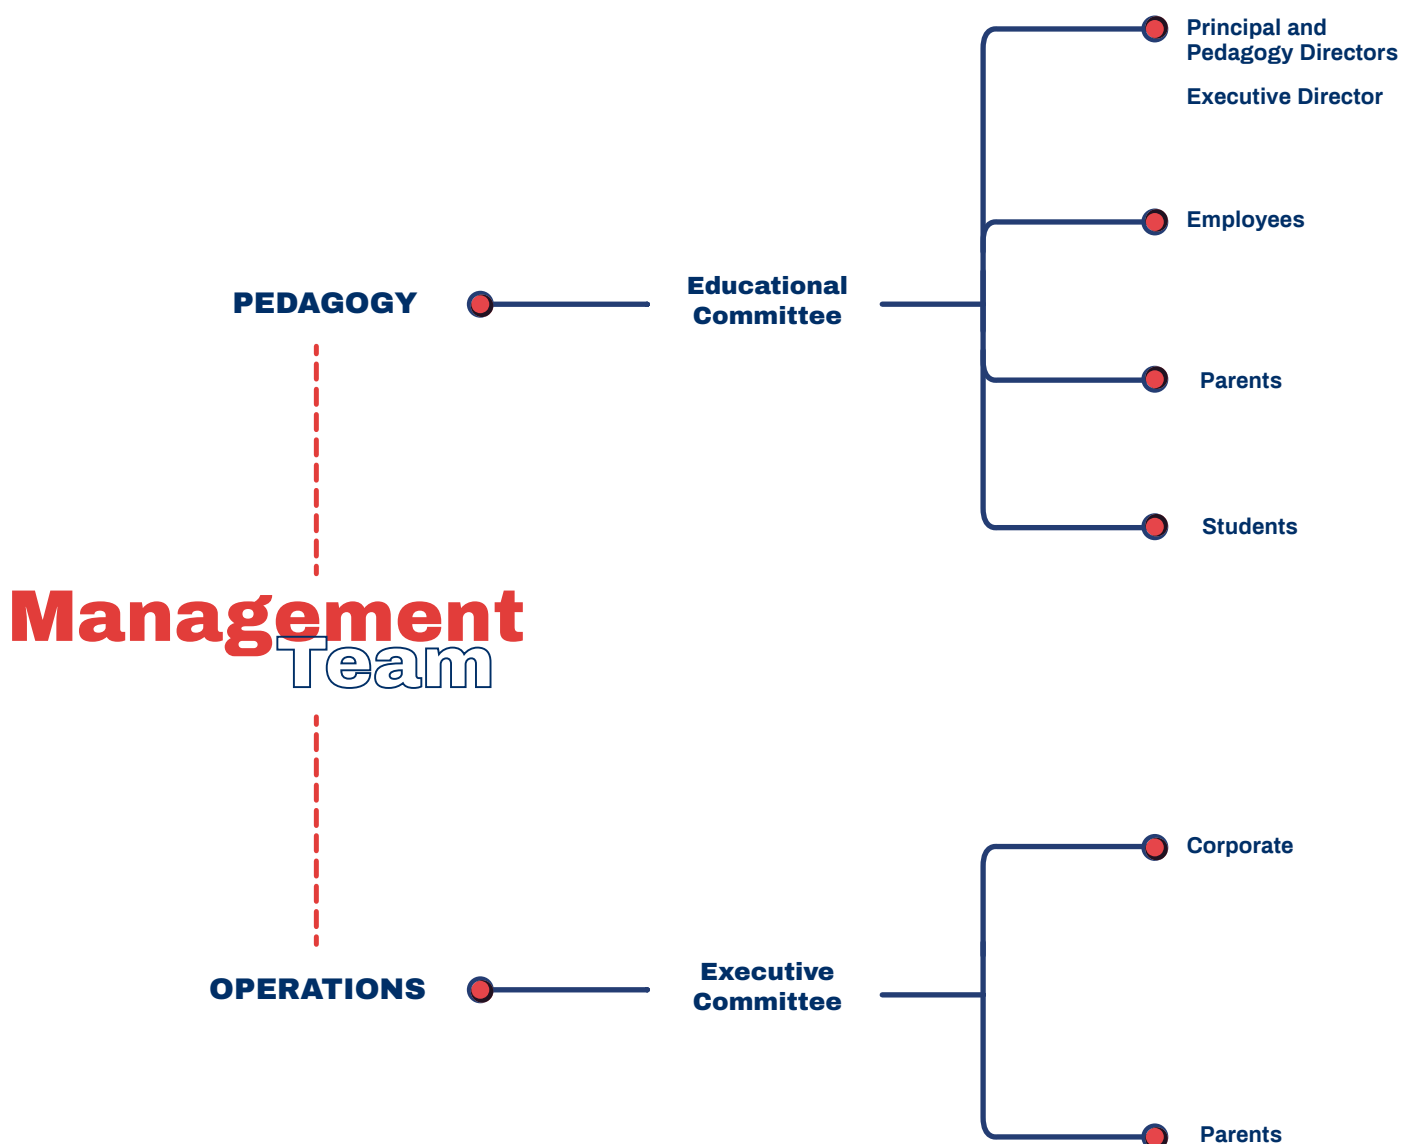 Principal and
Pedagogy Directors
Executive Director
Employees
PEDAGOGY
Educational
Committee
Parents
Students
Management
Team
Corporate
OPERATIONS
Executive
Committee
Parents